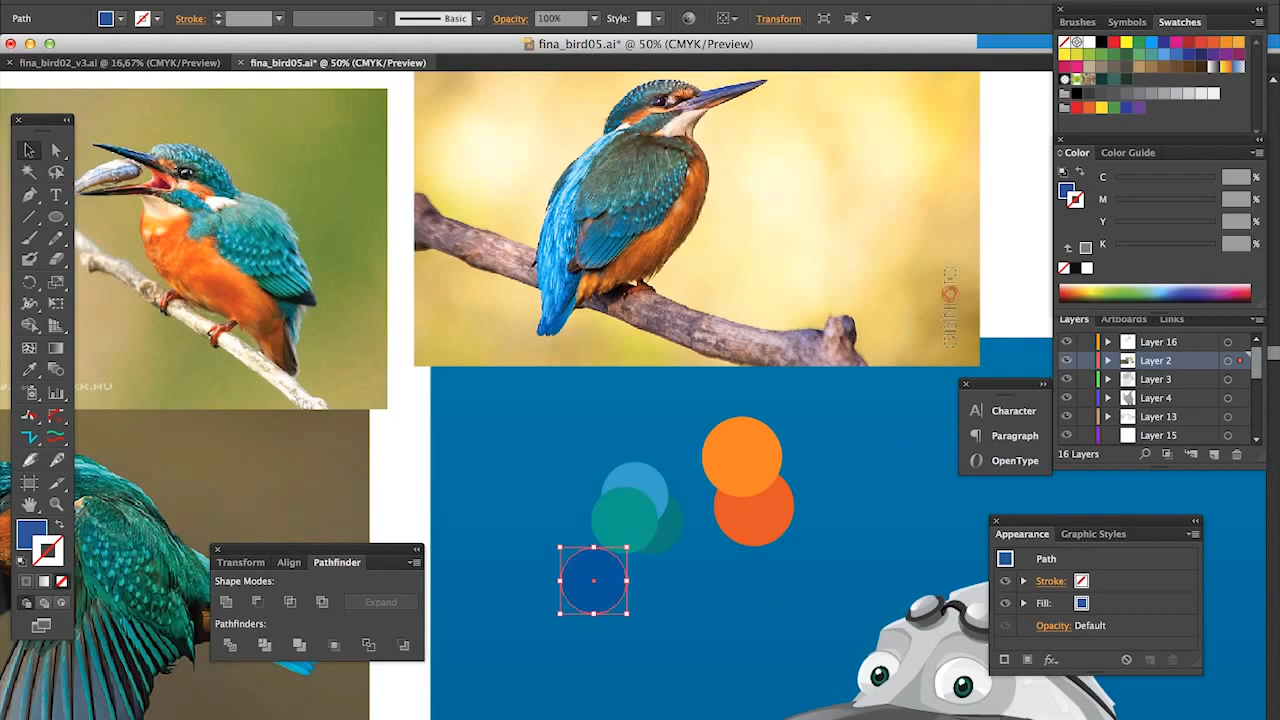 Path
Stroke:
Basic
Opacity:
100%
Style:
Transform
fina_bird05.ai* @ 50% (CMYK/Preview)
fina_bird02_v3.ai @ 16,67% (CMYK/Preview)
fina_bird05.ai* @ 50% (CMYK/Preview)
Brushes
Symbols
Swatches
Color
Color Guide
C
%
M
%
Y
%
K
%
Layers
Artboards
Links
Layer 16
Layer 2
Layer 3
Layer 4
Layer 13
Layer 15
16 Layers
Character
Paragraph
OpenType
Transform
Align
Pathfinder
Shape Modes:
Expand
Pathfinders:
Appearance
Graphic Styles
Path
Stroke:
Fill:
Opacity: Default